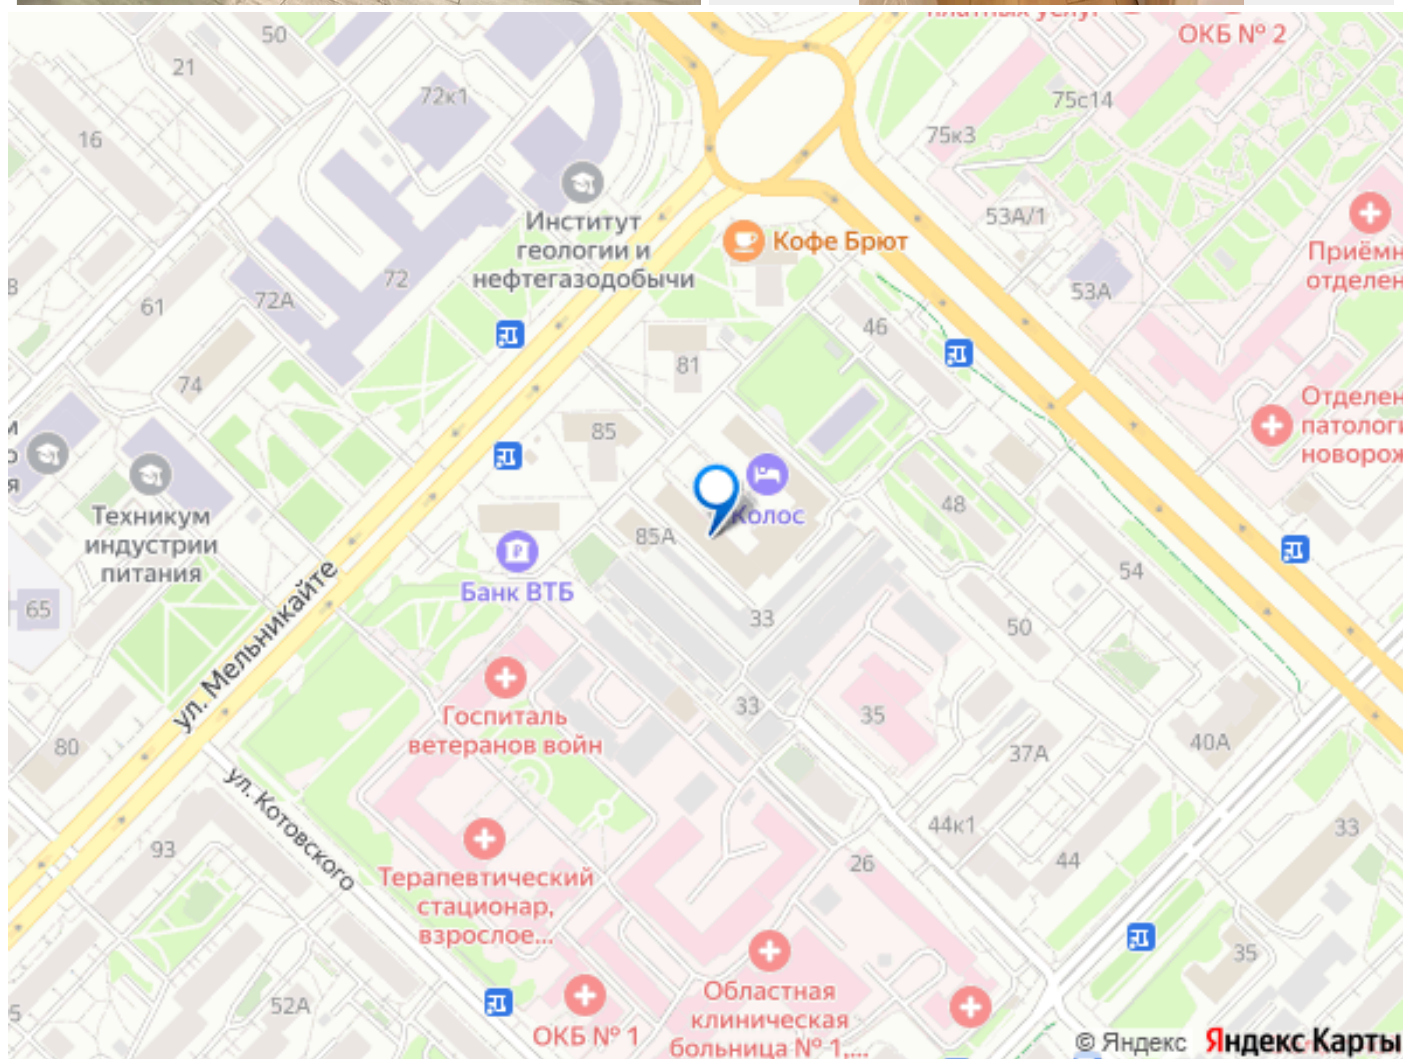 ОКБ № 2
50
21
72к1
75с14
16
75к3
53А/1
Институт
геологии и
нефтегазодобычи
Кофе Брют
Приёмн
отделен
72
72А
53А
61
46
81
74
Отделен
патологи
новорож
85
Техникум
индустрии
питания
Колос
48
85А
Банк ВТБ
54
65
33
50
ул. Мельникайте
Госпиталь
ветеранов войн
33
35
80
37А
40А
ул. Котовского
44к1
33
93
26
44
Терапевтический
стационар,
взрослое...
35
52А
ОКБ № 1
Областная
клиническая
больница № 1,...
© Яндекс Яндекс Карты